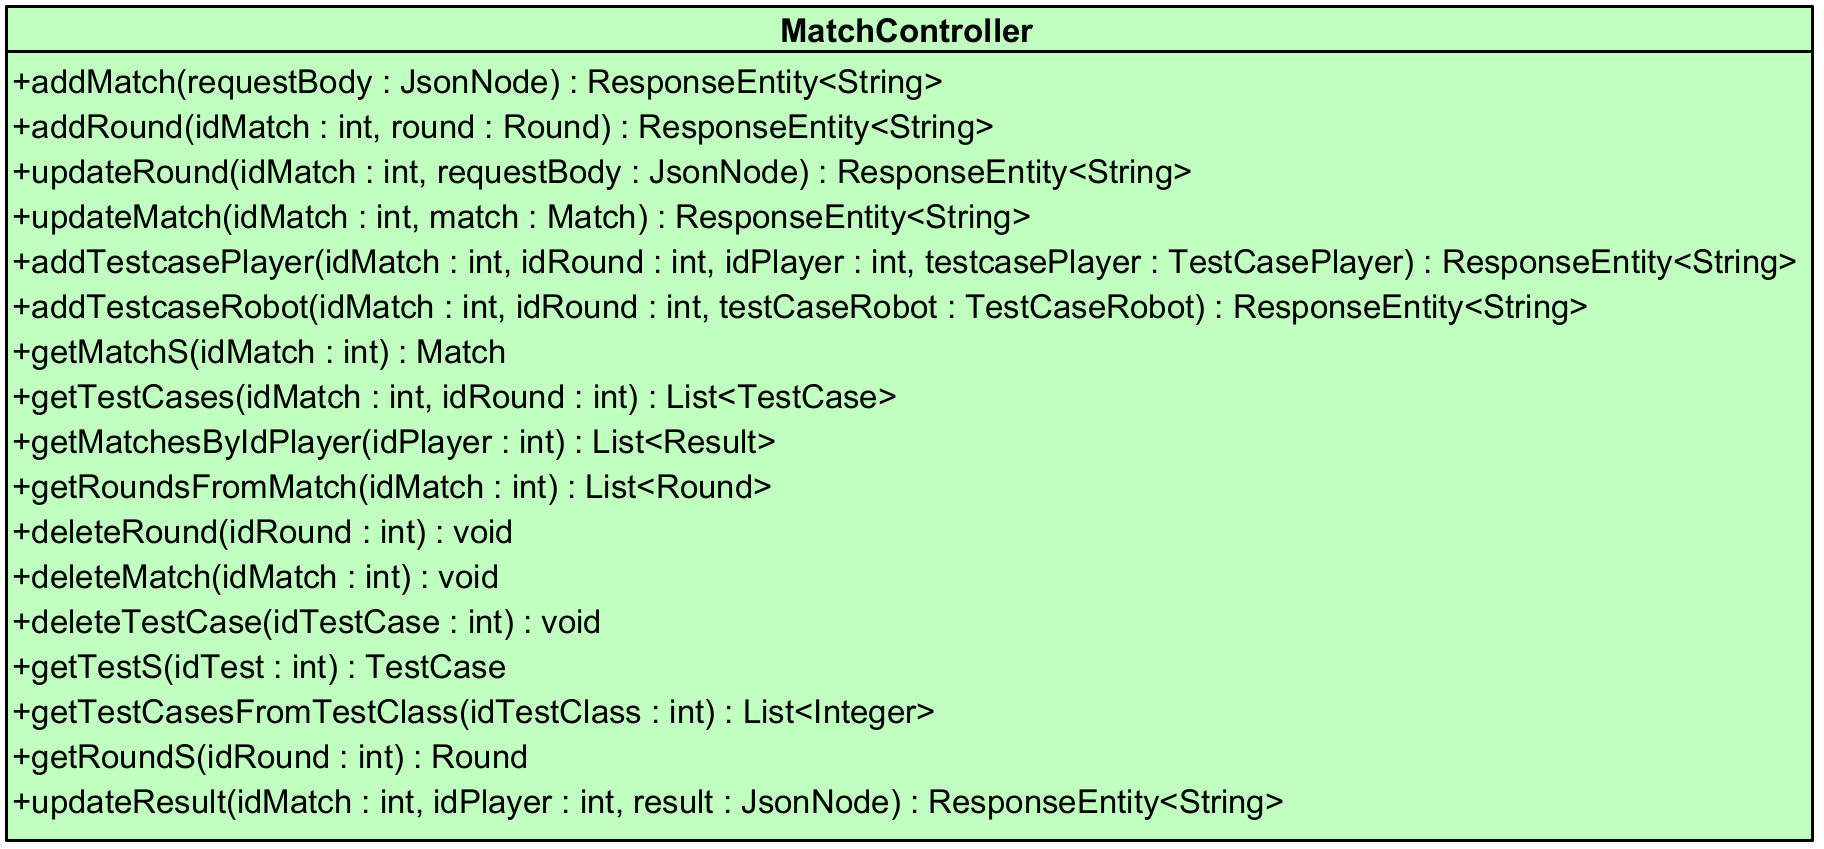 MatchController
+addMatch(requestBody : JsonNode) : ResponseEntity<String>
+addRound(idMatch : int, round : Round) : ResponseEntity<String>
+updateRound(idMatch : int, requestBody : JsonNode) : ResponseEntity<String>
+updateMatch(idMatch : int, match : Match) : ResponseEntity<String>
+addTestcasePlayer(idMatch : int, idRound : int, idPlayer : int, testcasePlayer : TestCasePlayer) : ResponseEntity<String>
+addTestcaseRobot(idMatch : int, idRound : int, testCaseRobot : TestCaseRobot) : ResponseEntity<String>
+getMatchS(idMatch : int) : Match
+getTestCases(idMatch : int, idRound : int) : List<TestCase>
+getMatchesByIdPlayer(idPlayer : int) : List<Result>
+getRoundsFromMatch(idMatch : int) : List<Round>
+deleteRound(idRound : int) : void
+deleteMatch(idMatch : int) : void
+deleteTestCase(idTestCase : int) : void
+getTestS(idTest : int) : TestCase
+getTestCasesFromTestClass(idTestClass : int) : List<Integer>
+getRoundS(idRound : int) : Round
+updateResult(idMatch : int, idPlayer : int, result : JsonNode) : ResponseEntity<String>